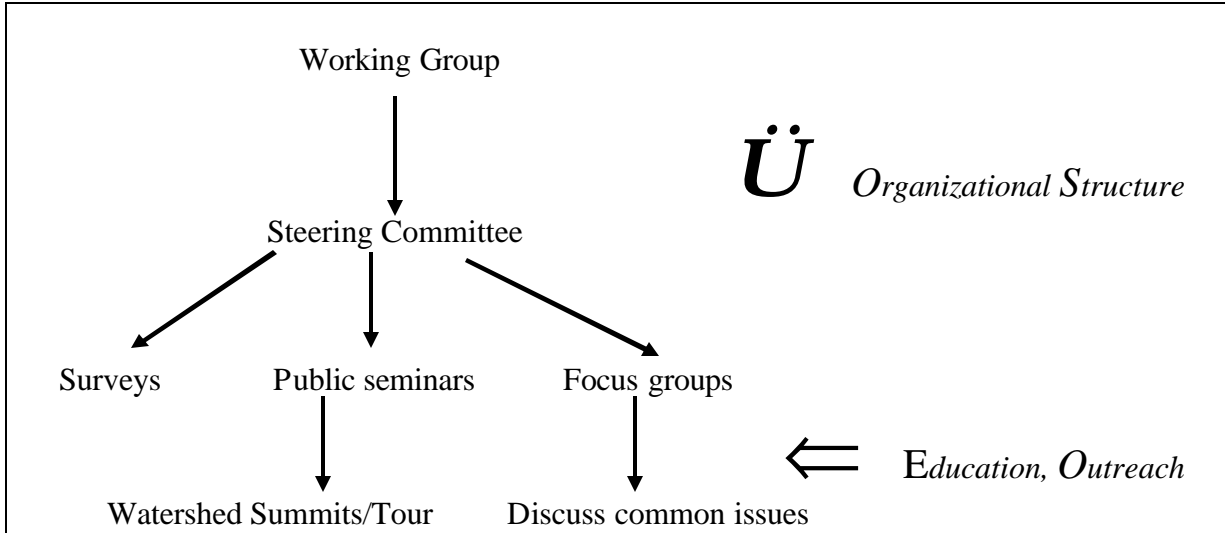 Working Group
Ü Organizational Structure
Steering Committee
Surveys Public seminars Focus groups
⇐ Education, Outreach
Watershed Summits/Tour Discuss common issues